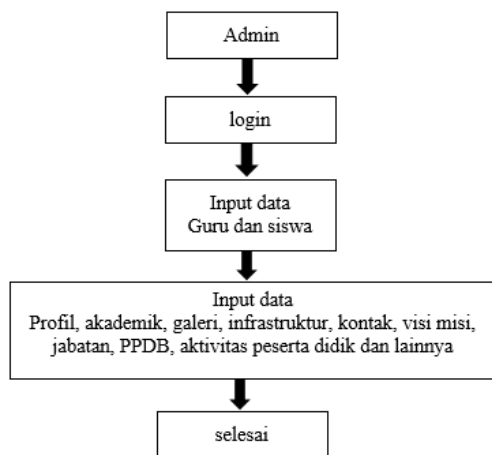 Admin
login
Input data
Guru dan siswa
Input data
Profil, akademik, galeri, infrastruktur, kontak, visi misi,
jabatan, PPDB, aktivitas peserta didik dan lainnya
selesai